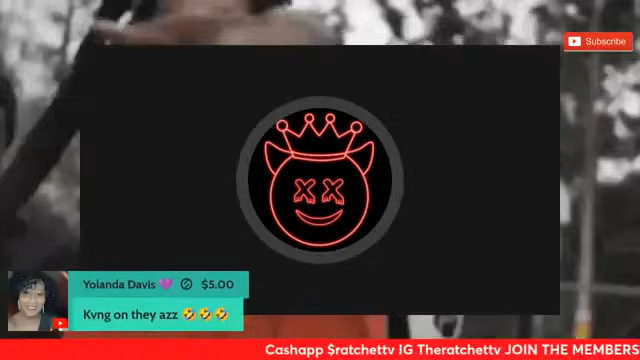 Subscribe
Yolanda Davis 💜 $5.00
Kvng on they azz 🤣🤣🤣
Cashapp $ratchettv IG Theratchettv JOIN THE MEMBERS